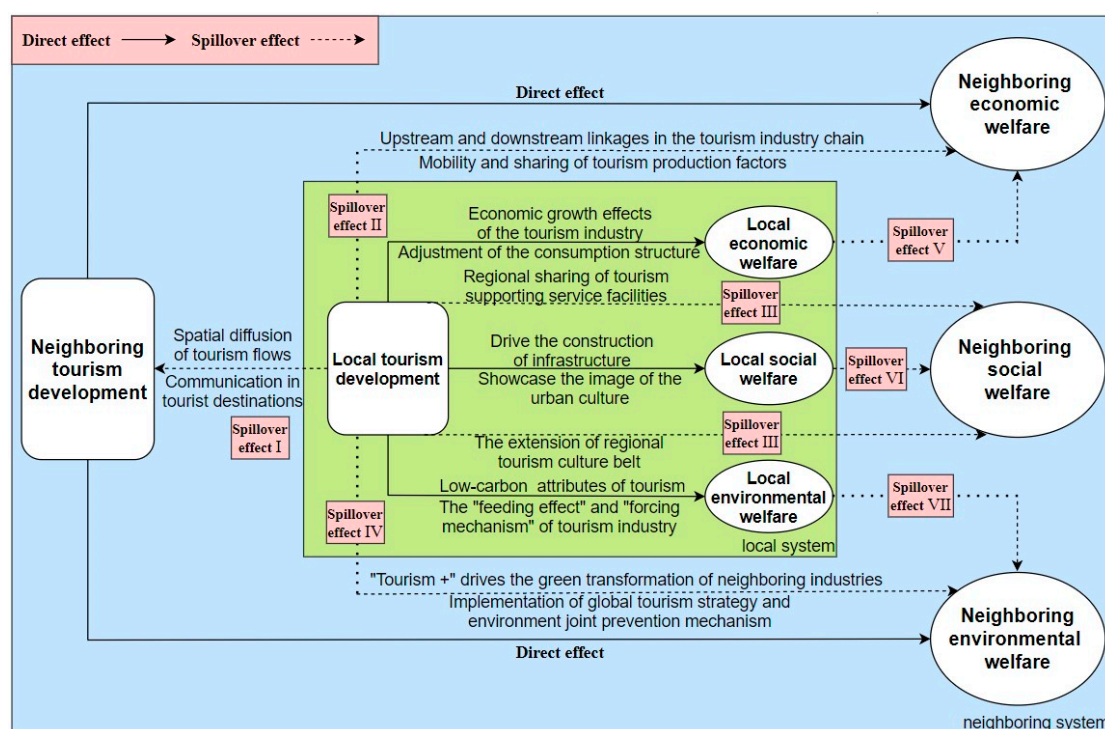 Direct effect
Spillover effect
Direct effect
Neighboring
economic
welfare
Upstream and downstream linkages in the tourism industry chain
Mobility and sharing of tourism production factors
Spillover
effect II
Economic growth effects
of the tourism industry
Adjustment of the consumption structure
Local
economic
welfare
Spillover
effect V
Regional sharing of tourism
supporting service facilities
Spillover
effect III
Neighboring
tourism
development
Spatial diffusion
of tourism flows
Communication in
tourist destinations
Spillover
effect I
Local tourism
development
Drive the construction
of infrastructure
Showcase the image of the
urban culture
Local social
welfare
Spillover
effect VI
Neighboring
social
welfare
The extension of regional
tourism culture belt
Spillover
effect III
Low-carbon attributes of tourism
The "feeding effect" and "forcing
mechanism" of tourism industry
Local
environmental
welfare
Spillover
effect VII
Spillover
effect IV
local system
"Tourism +" drives the green transformation of neighboring industries
Implementation of global tourism strategy and
environment joint prevention mechanism
Neighboring
environmental
welfare
Direct effect
neighboring system